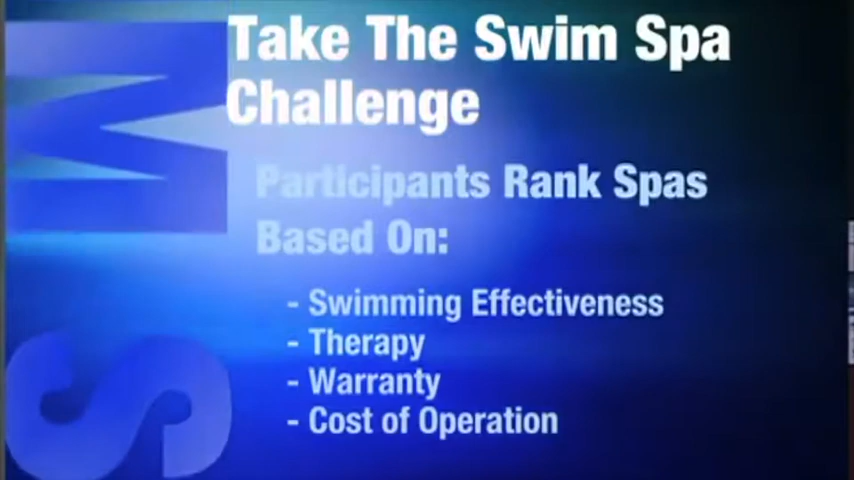 Take The Swim Spa
Challenge
Participants Rank Spas
Based On:
- Swimming Effectiveness
- Therapy
- Warranty
- Cost of Operation
M
S